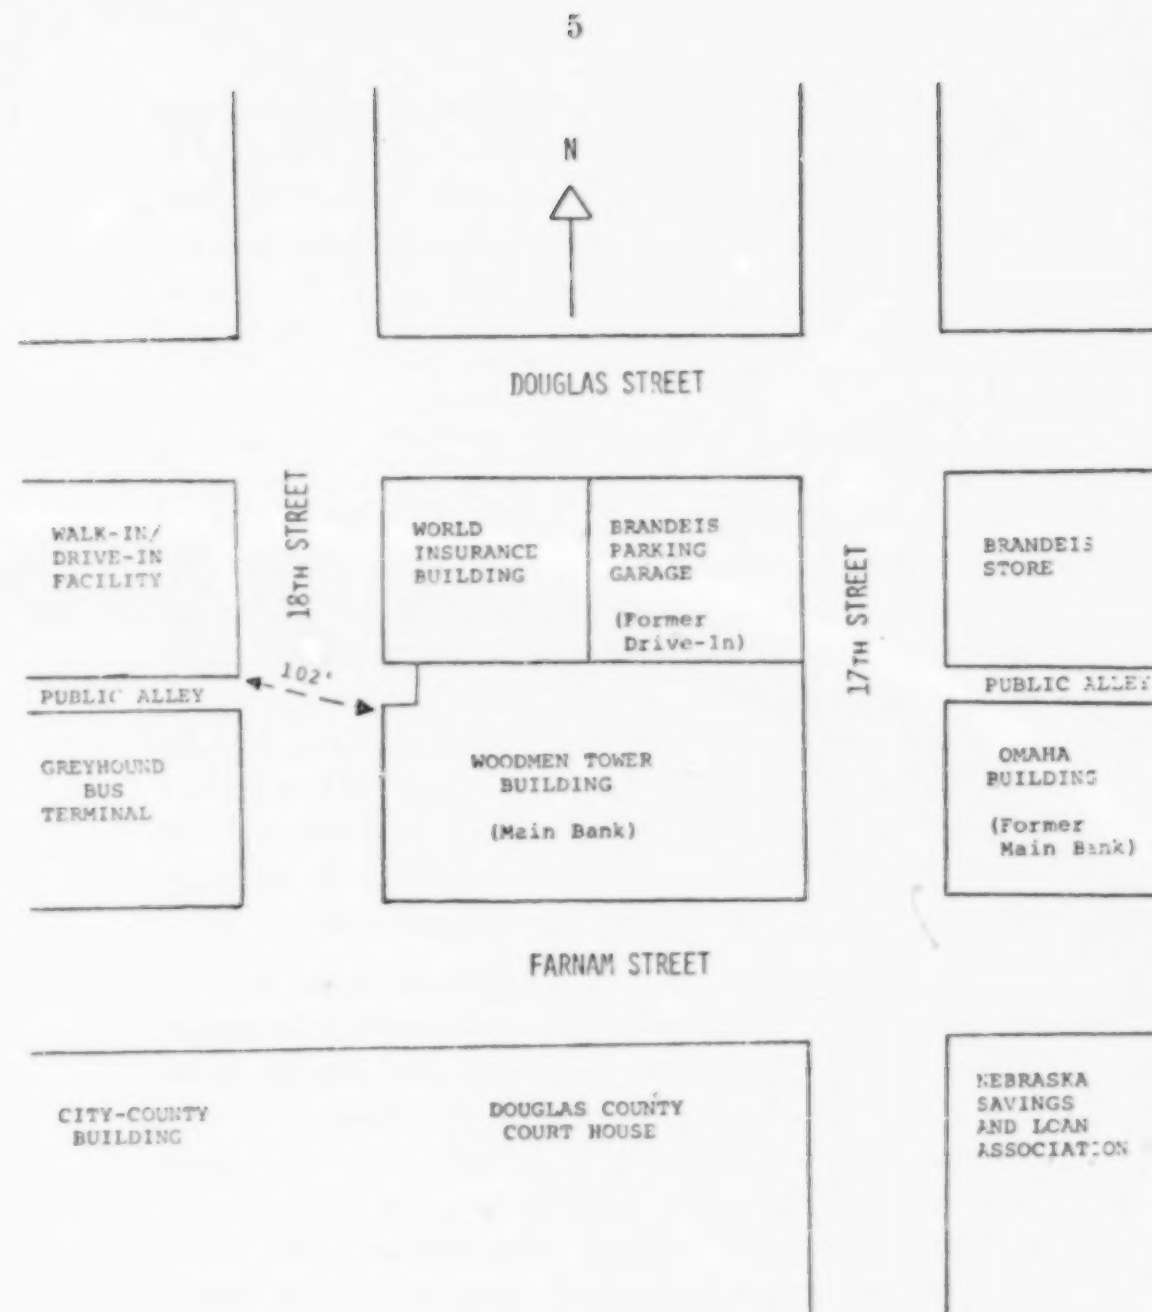 5
N
DOUGLAS STREET
18TH STREET
17TH STREET
WALK-IN/
DRIVE-IN
FACILITY
WORLD
INSURANCE
BUILDING
BRANDEIS
PARKING
GARAGE
(Former
Drive-In)
BRANDEIS
STORE
102'
PUBLIC ALLEY
PUBLIC ALLEY
GREYHOUND
BUS
TERMINAL
WOODMEN TOWER
BUILDING
(Main Bank)
OMAHA
BUILDING
(Former
Main Bank)
FARNAM STREET
CITY-COUNTY
BUILDING
DOUGLAS COUNTY
COURT HOUSE
NEBRASKA
SAVINGS
AND LOAN
ASSOCIATION